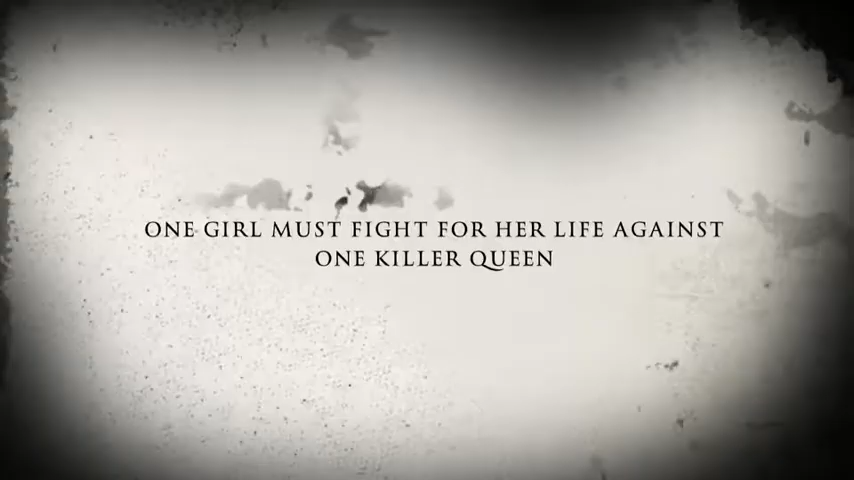 ONE GIRL MUST FIGHT FOR HER LIFE AGAINST
ONE KILLER QUEEN